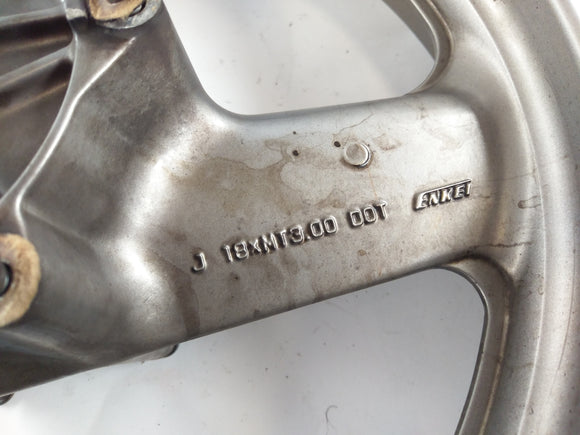 J 18×MT3.00 DOT ENKEI